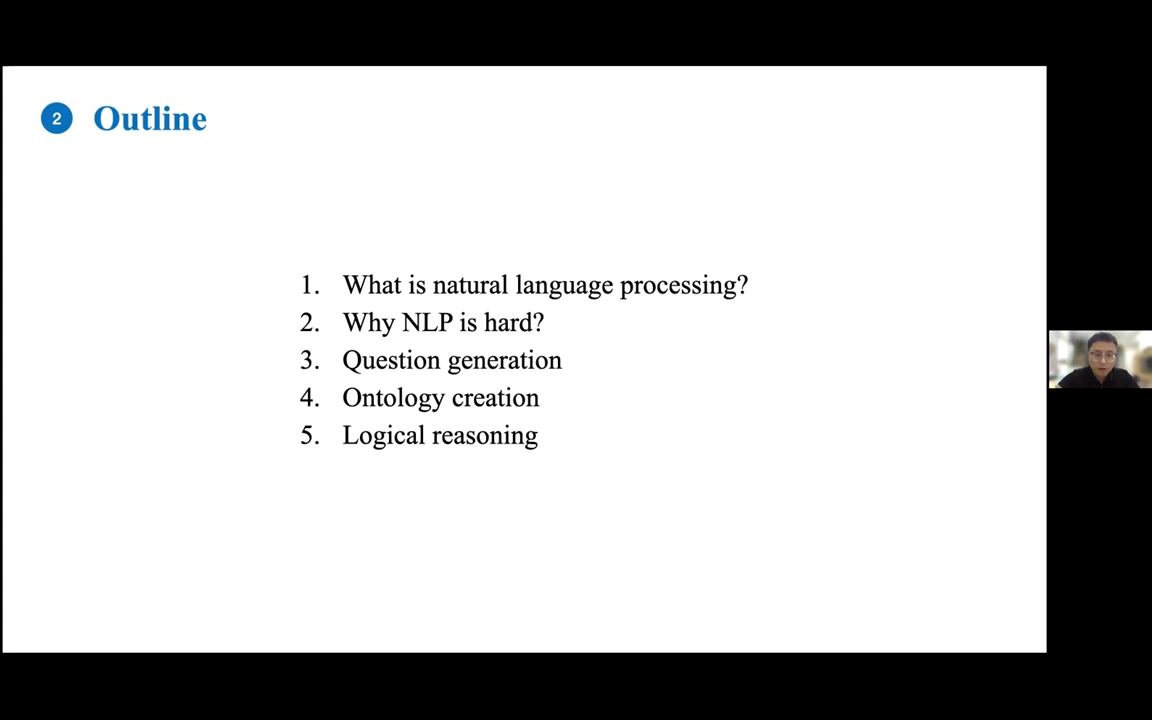 2 Outline
1. What is natural language processing?
2. Why NLP is hard?
3. Question generation
4. Ontology creation
5. Logical reasoning